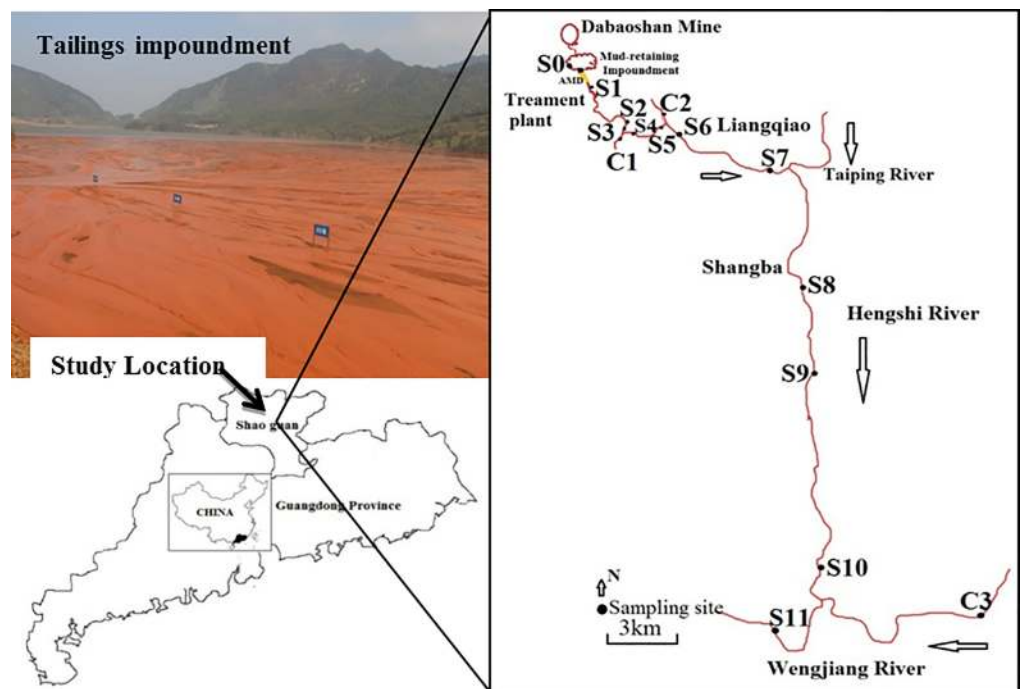 Tailings impoundment
Study Location
Shao guan
CHINA
Guangdong Province
Dabaoshan Mine
Mud-retaining
Impoundment
S0
AMD
S1
Treament
plant
S2
C2
S3
S4
S5
S6
Liangqiao
C1
S7
Taiping River
Shangba
S8
Hengshi River
S9
S10
N
Sampling site
3km
S11
C3
Wengjiang River